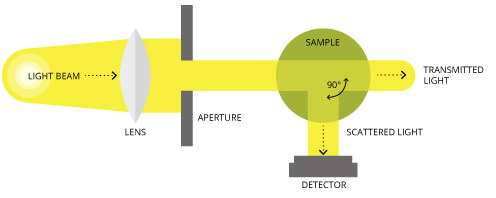 SAMPLE
LIGHT BEAM
90°
TRANSMITTED
LIGHT
APERTURE
LENS
SCATTERED LIGHT
DETECTOR